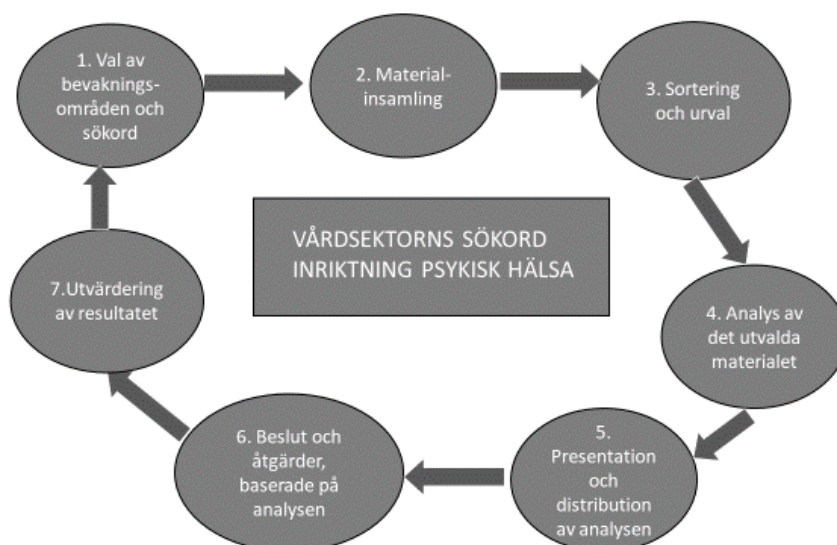 1. Val av
bevaknings-
områden och
sökord
2. Material-
insamling
3. Sortering
och urval
VÅRDSEKTORNS SÖKORD
INRIKTNING PSYKISK HÄLSA
4. Analys av
det utvalda
materialet
5.
Presentation
och
distribution
av analysen
6. Beslut och
åtgärder,
baserade på
analysen
7.Utvärdering
av resultatet